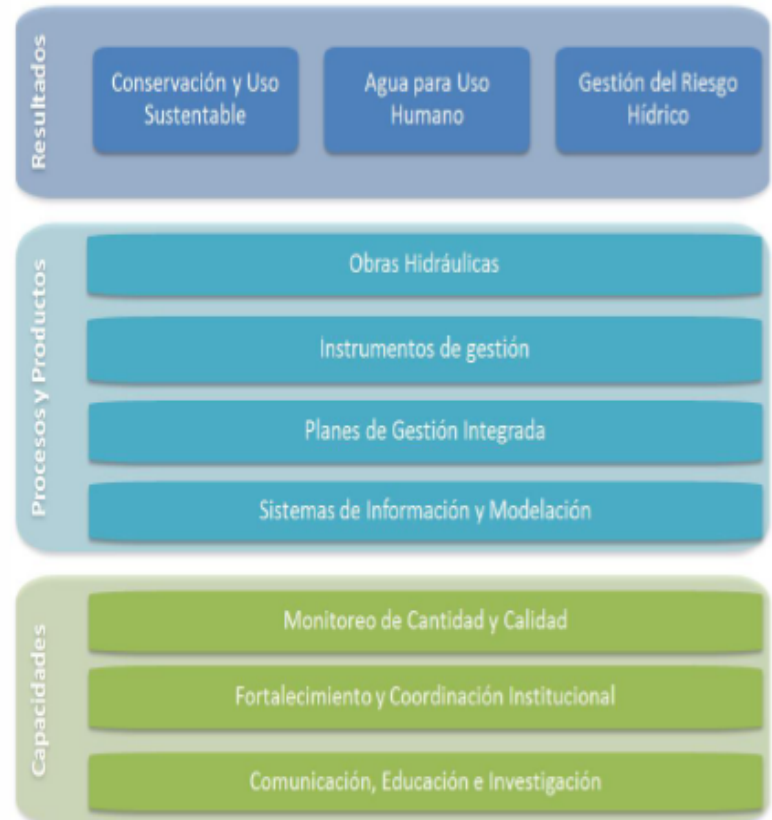 Resultados
Conservación y Uso
Sustentable
Agua para Uso
Humano
Gestión del Riesgo
Hídrico
Procesos y Productos
Obras Hidráulicas
Instrumentos de gestión
Planes de Gestión Integrada
Sistemas de Información y Modelación
Capacidades
Monitoreo de Cantidad y Calidad
Fortalecimiento y Coordinación Institucional
Comunicación, Educación e Investigación